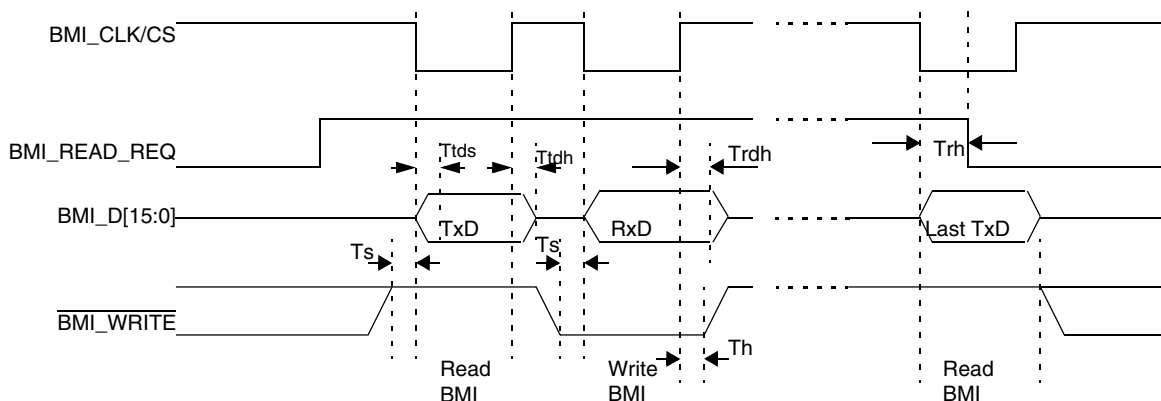 BMI_CLK/CS
BMI_READ_REQ
Ttds
Ttdh
Trdh
Trh
BMI_D[15:0]
TxD
RxD
Last TxD
Ts
Ts
BMI_WRITE
Th
Read
BMI
Write
BMI
Read
BMI